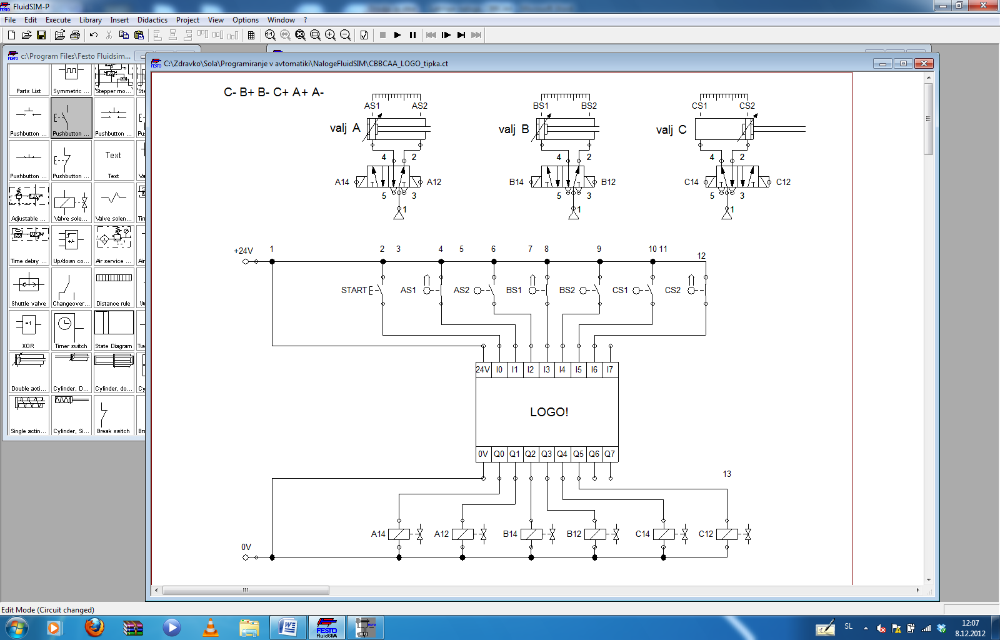 FluidSIM-P
File Edit Execute Library Insert Didactics Project View Options Window ?
c:\Program Files\Festo Fluidsim...
C:\Zdravko\Sola\Programiranje v avtomatiki\NalogeFluidSIM\CBBCAA_LOGO_tipka.ct
Parts List Symmetric ... 'Stepper mo...
Pushbutton ... Pushbutton ... Pushbutton ...
Text
Pushbutton ... Pushbutton ... Text
Adjustable ... Valve sole... Valve solen...
Time delay ... Up/down co... Air service ...
Shuttle valve Changeover... Distance rule
=1
XOR Timer switch State Diagram
Double acti... Cylinder, D... Cylinder, do...
Single actin... Cylinder, Si... Break switch
C- B+ B- C+ A+ A-
AS1 AS2 BS1 BS2 CS1 CS2
valj A valj B valj C
4 2 4 2 4 2
A14 A12 B14 B12 C14 C12
5 3 5 3 5 3
1 1 1
+24V 1 2 3 4 5 6 7 8 9 10 11 12
START AS1 AS2 BS1 BS2 CS1 CS2
24V I0 I1 I2 I3 I4 I5 I6 I7
LOGO!
0V Q0 Q1 Q2 Q3 Q4 Q5 Q6 Q7
13
A14 A12 B14 B12 C14 C12
0V
Edit Mode (Circuit changed)
FESTO
FluidSIM
SL
12:07
8.12.2012